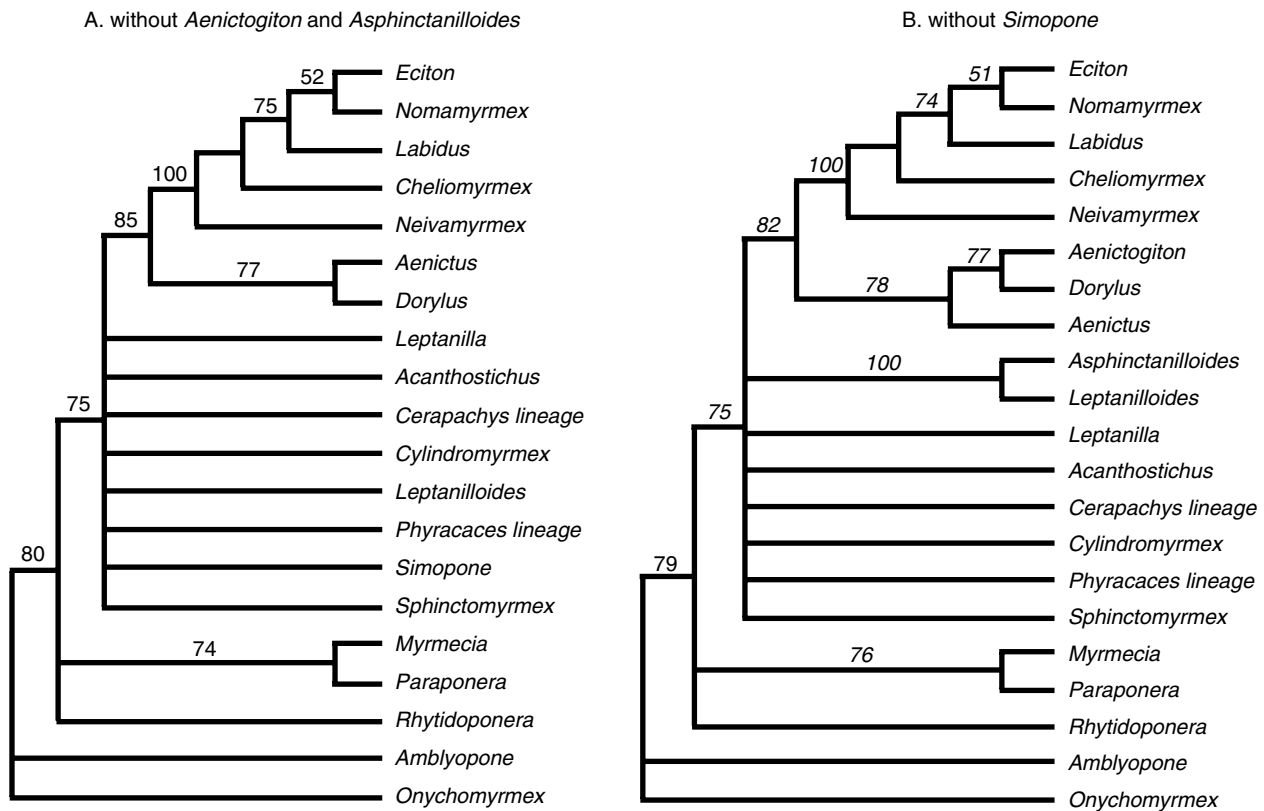 A. without Aenictogiton and Asphinctanilloides
52
Eciton
75
Nomamyrmex
Labidus
100
Cheliomyrmex
85
Neivamyrmex
77
Aenictus
Dorylus
Leptanilla
75
Acanthostichus
Cerapachys lineage
Cylindromyrmex
Leptanilloides
Phyracaces lineage
80
Simopone
Sphinctomyrmex
74
Myrmecia
Paraponera
Rhytidoponera
Amblyopone
Onychomyrmex
B. without Simopone
51
Eciton
74
Nomamyrmex
Labidus
100
Cheliomyrmex
82
Neivamyrmex
77
Aenictogiton
78
Dorylus
Aenictus
100
Asphinctanilloides
Leptanilloides
75
Leptanilla
Acanthostichus
Cerapachys lineage
Cylindromyrmex
79
Phyracaces lineage
Sphinctomyrmex
76
Myrmecia
Paraponera
Rhytidoponera
Amblyopone
Onychomyrmex